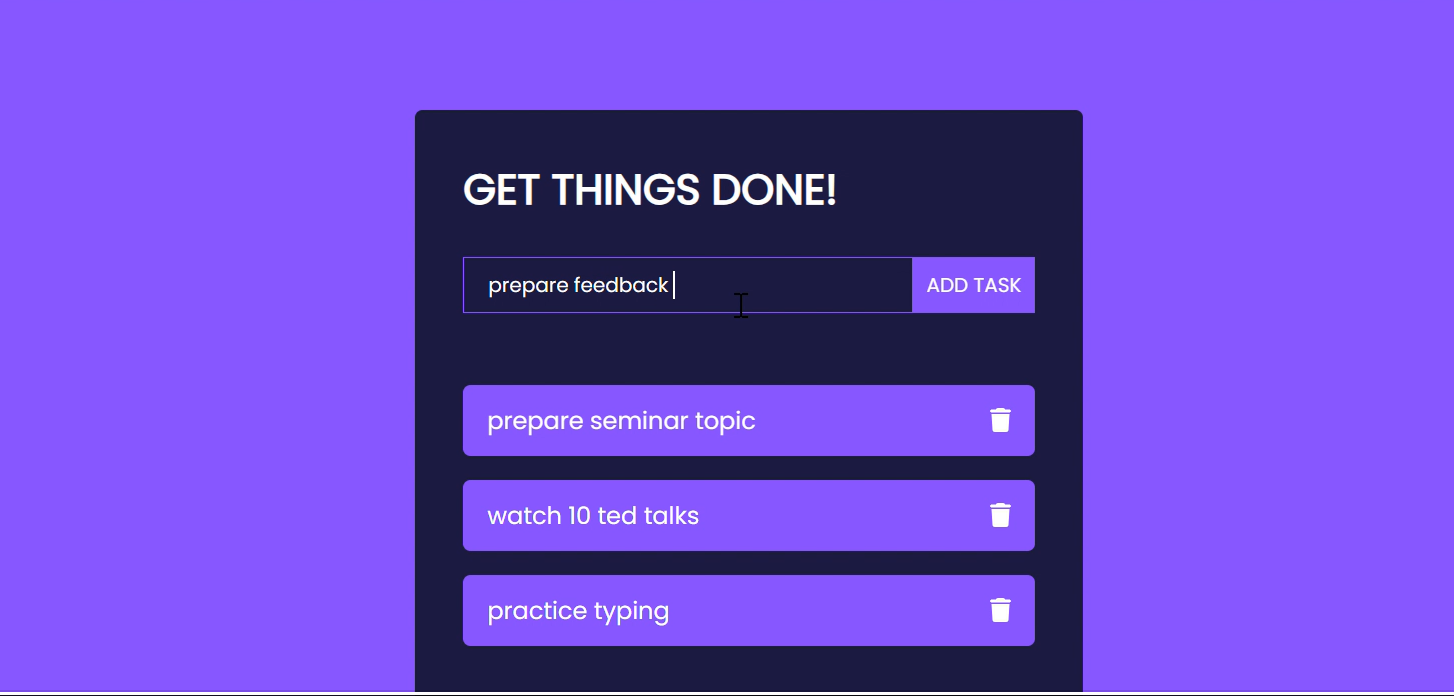 GET THINGS DONE!
prepare feedback
ADD TASK
prepare seminar topic
watch 10 ted talks
practice typing